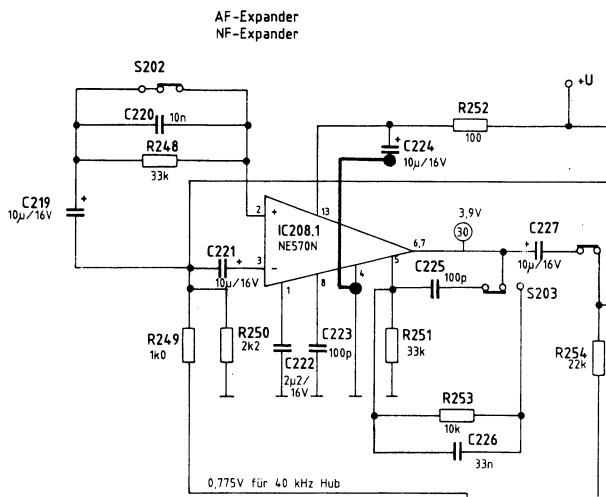 AF-Expander
NF-Expander
S202
+U
C220
10n
R252
100
R248
33k
C224
10µ/16V
+
C219
10µ/16V
+
2
+
13
IC208.1
NE570N
3,9V
30
6,7
C227
10µ/16V
+
C221
10µ/16V
+
3
-
1
8
4
5
C225
100p
S203
R249
1k0
R250
2k2
C222
2µ2/
16V
C223
100p
R251
33k
R254
22k
R253
10k
C226
33n
0,775V für 40 kHz Hub